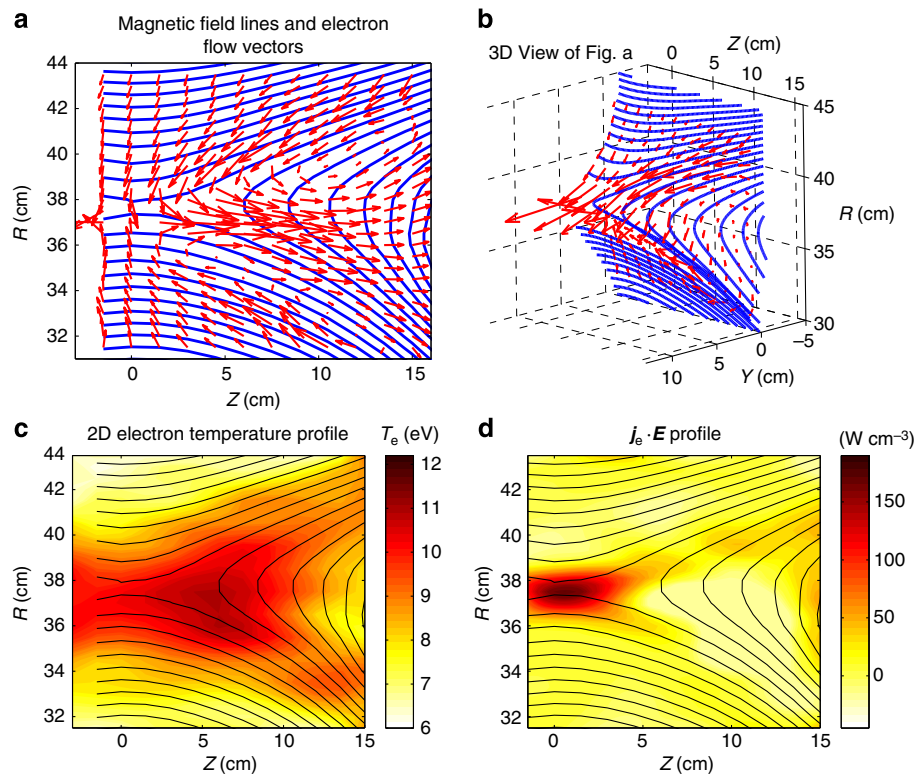 a
Magnetic field lines and electron
flow vectors
44
42
40
38
36
34
32
R (cm)
0
5
10
15
Z (cm)
b
3D View of Fig. a
Z (cm)
0
5
10
15
45
40
35
30
R (cm)
10
5
0
−5
Y (cm)
c
2D electron temperature profile
Te (eV)
44
42
40
38
36
34
32
R (cm)
0
5
10
15
Z (cm)
12
11
10
9
8
7
6
d
je · E profile
(W cm−3)
42
40
38
36
34
32
R (cm)
0
5
10
15
Z (cm)
150
100
50
0